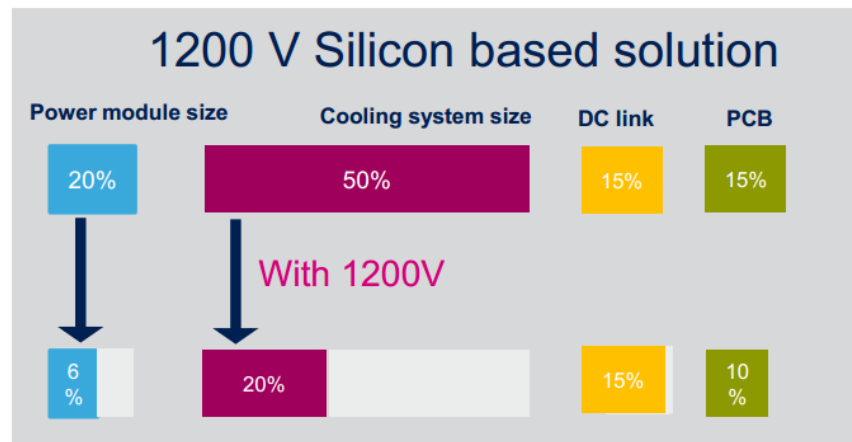 1200 V Silicon based solution
Power module size
Cooling system size
DC link
PCB
20%
50%
15%
15%
With 1200V
6
%
20%
15%
10
%